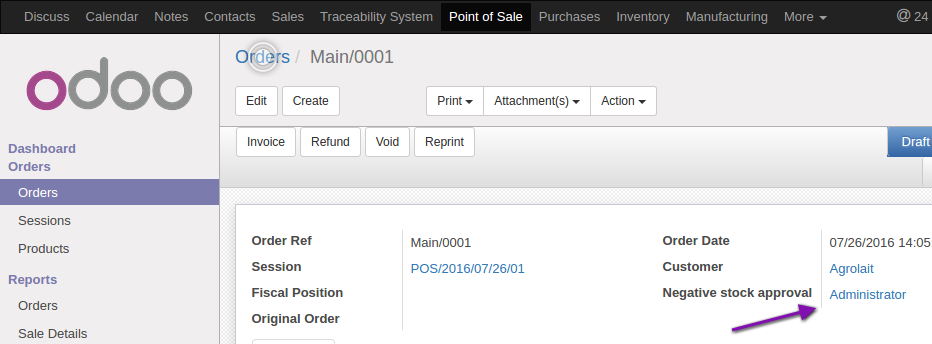 Discuss Calendar Notes Contacts Sales Traceability System Point of Sale Purchases Inventory Manufacturing More @ 24
odoo
Orders / Main/0001
Edit Create Print Attachment(s) Action
Invoice Refund Void Reprint Draft
Dashboard
Orders
Orders
Sessions
Products
Reports
Orders
Sale Details
Order Ref Main/0001
Session POS/2016/07/26/01
Fiscal Position
Original Order
Order Date 07/26/2016 14:05
Customer Agrolait
Negative stock approval Administrator